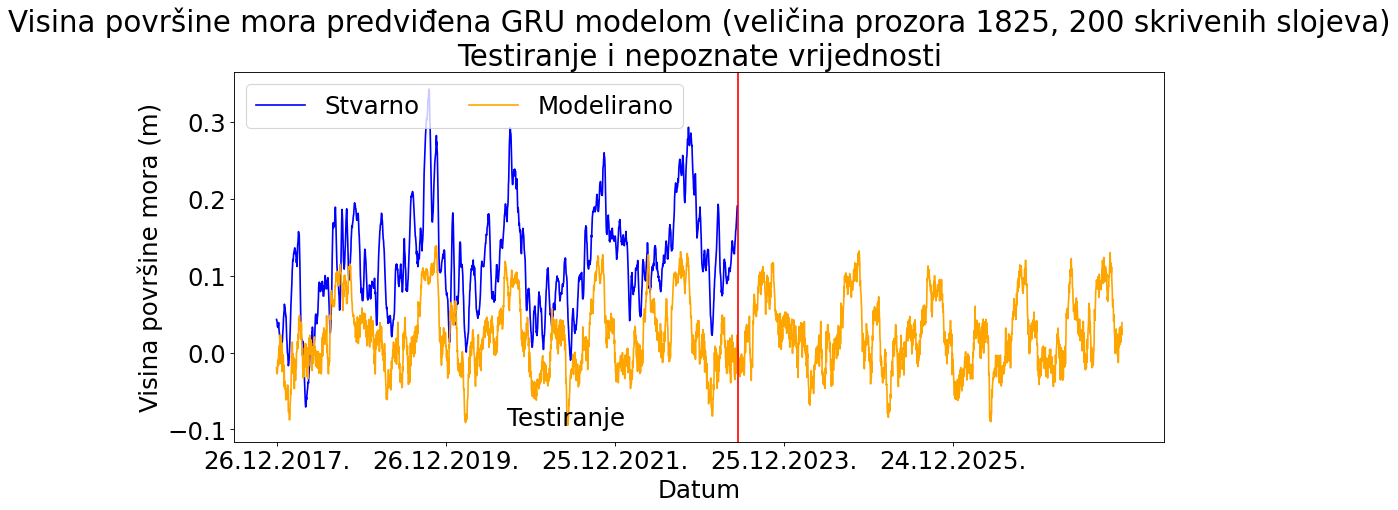 Visina površine mora predviđena GRU modelom (veličina prozora 1825, 200 skrivenih slojeva)
Testiranje i nepoznate vrijednosti
Stvarno Modelirano
Visina površine mora (m)
0.3
0.2
0.1
0.0
−0.1
Testiranje
26.12.2017. 26.12.2019. 25.12.2021. 25.12.2023. 24.12.2025.
Datum